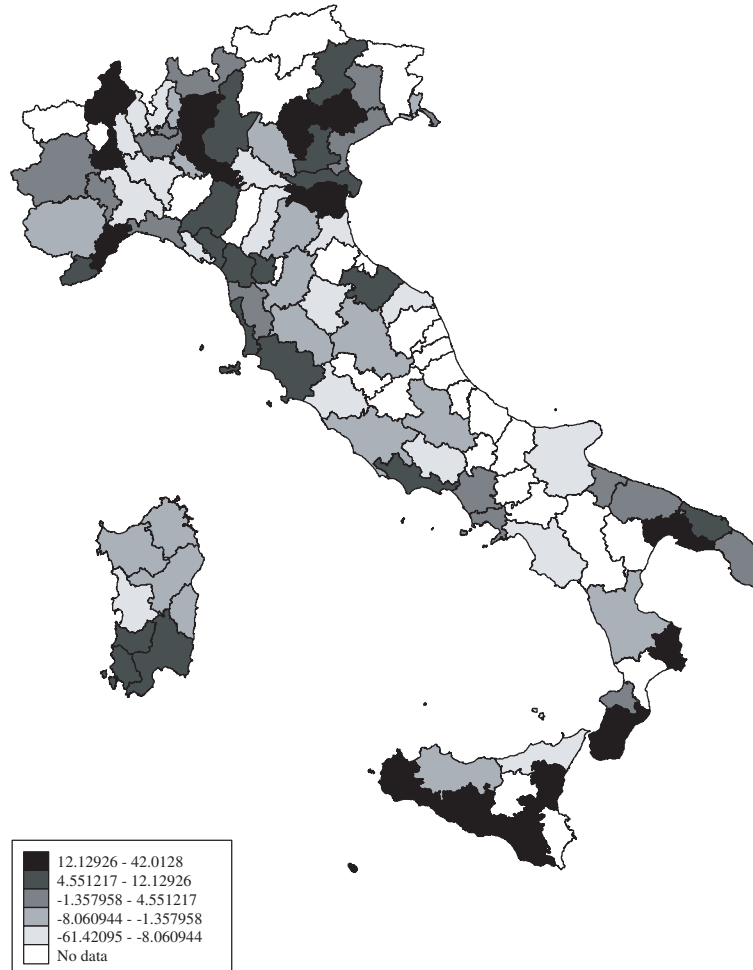 12.12926 - 42.0128
4.551217 - 12.12926
-1.357958 - 4.551217
-8.060944 - -1.357958
-61.42095 - -8.060944
No data